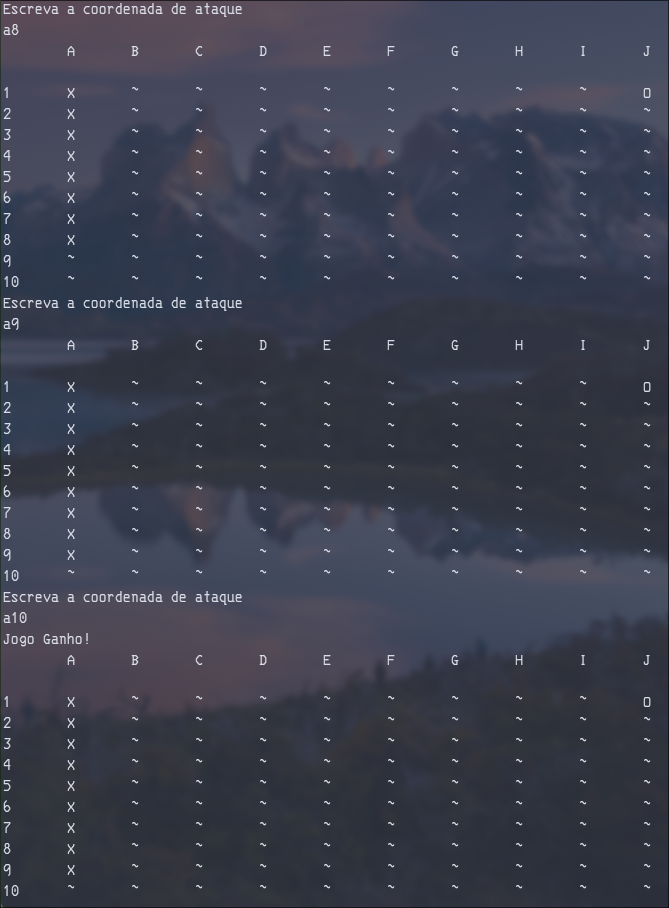 Escreva a coordenada de ataque
a8
A B C D E F G H I J
1 X ~ ~ ~ ~ ~ ~ ~ ~ O
2 X ~ ~ ~ ~ ~ ~ ~ ~ ~
3 X ~ ~ ~ ~ ~ ~ ~ ~ ~
4 X ~ ~ ~ ~ ~ ~ ~ ~ ~
5 X ~ ~ ~ ~ ~ ~ ~ ~ ~
6 X ~ ~ ~ ~ ~ ~ ~ ~ ~
7 X ~ ~ ~ ~ ~ ~ ~ ~ ~
8 X ~ ~ ~ ~ ~ ~ ~ ~ ~
9 ~ ~ ~ ~ ~ ~ ~ ~ ~ ~
10 ~ ~ ~ ~ ~ ~ ~ ~ ~ ~
Escreva a coordenada de ataque
a9
A B C D E F G H I J
1 X ~ ~ ~ ~ ~ ~ ~ ~ O
2 X ~ ~ ~ ~ ~ ~ ~ ~ ~
3 X ~ ~ ~ ~ ~ ~ ~ ~ ~
4 X ~ ~ ~ ~ ~ ~ ~ ~ ~
5 X ~ ~ ~ ~ ~ ~ ~ ~ ~
6 X ~ ~ ~ ~ ~ ~ ~ ~ ~
7 X ~ ~ ~ ~ ~ ~ ~ ~ ~
8 X ~ ~ ~ ~ ~ ~ ~ ~ ~
9 X ~ ~ ~ ~ ~ ~ ~ ~ ~
10 ~ ~ ~ ~ ~ ~ ~ ~ ~ ~
Escreva a coordenada de ataque
a10
Jogo Ganho!
A B C D E F G H I J
1 X ~ ~ ~ ~ ~ ~ ~ ~ O
2 X ~ ~ ~ ~ ~ ~ ~ ~ ~
3 X ~ ~ ~ ~ ~ ~ ~ ~ ~
4 X ~ ~ ~ ~ ~ ~ ~ ~ ~
5 X ~ ~ ~ ~ ~ ~ ~ ~ ~
6 X ~ ~ ~ ~ ~ ~ ~ ~ ~
7 X ~ ~ ~ ~ ~ ~ ~ ~ ~
8 X ~ ~ ~ ~ ~ ~ ~ ~ ~
9 X ~ ~ ~ ~ ~ ~ ~ ~ ~
10 ~ ~ ~ ~ ~ ~ ~ ~ ~ ~